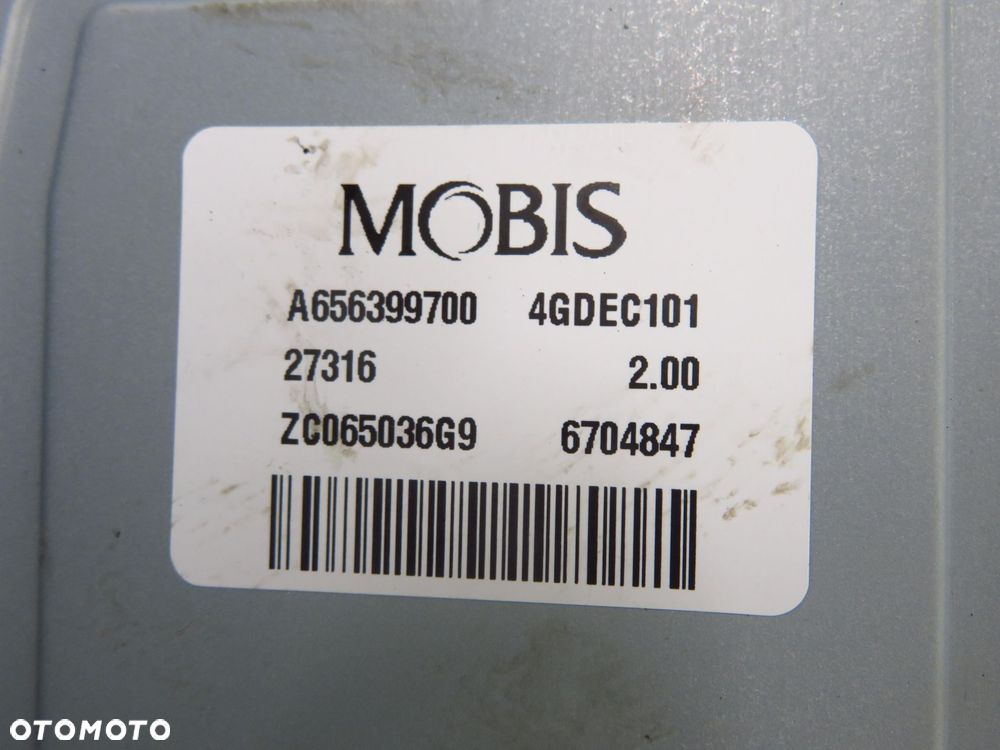 MOBIS
A656399700 4GDEC101
27316 2.00
ZC065036G9 6704847
OTOMOTO